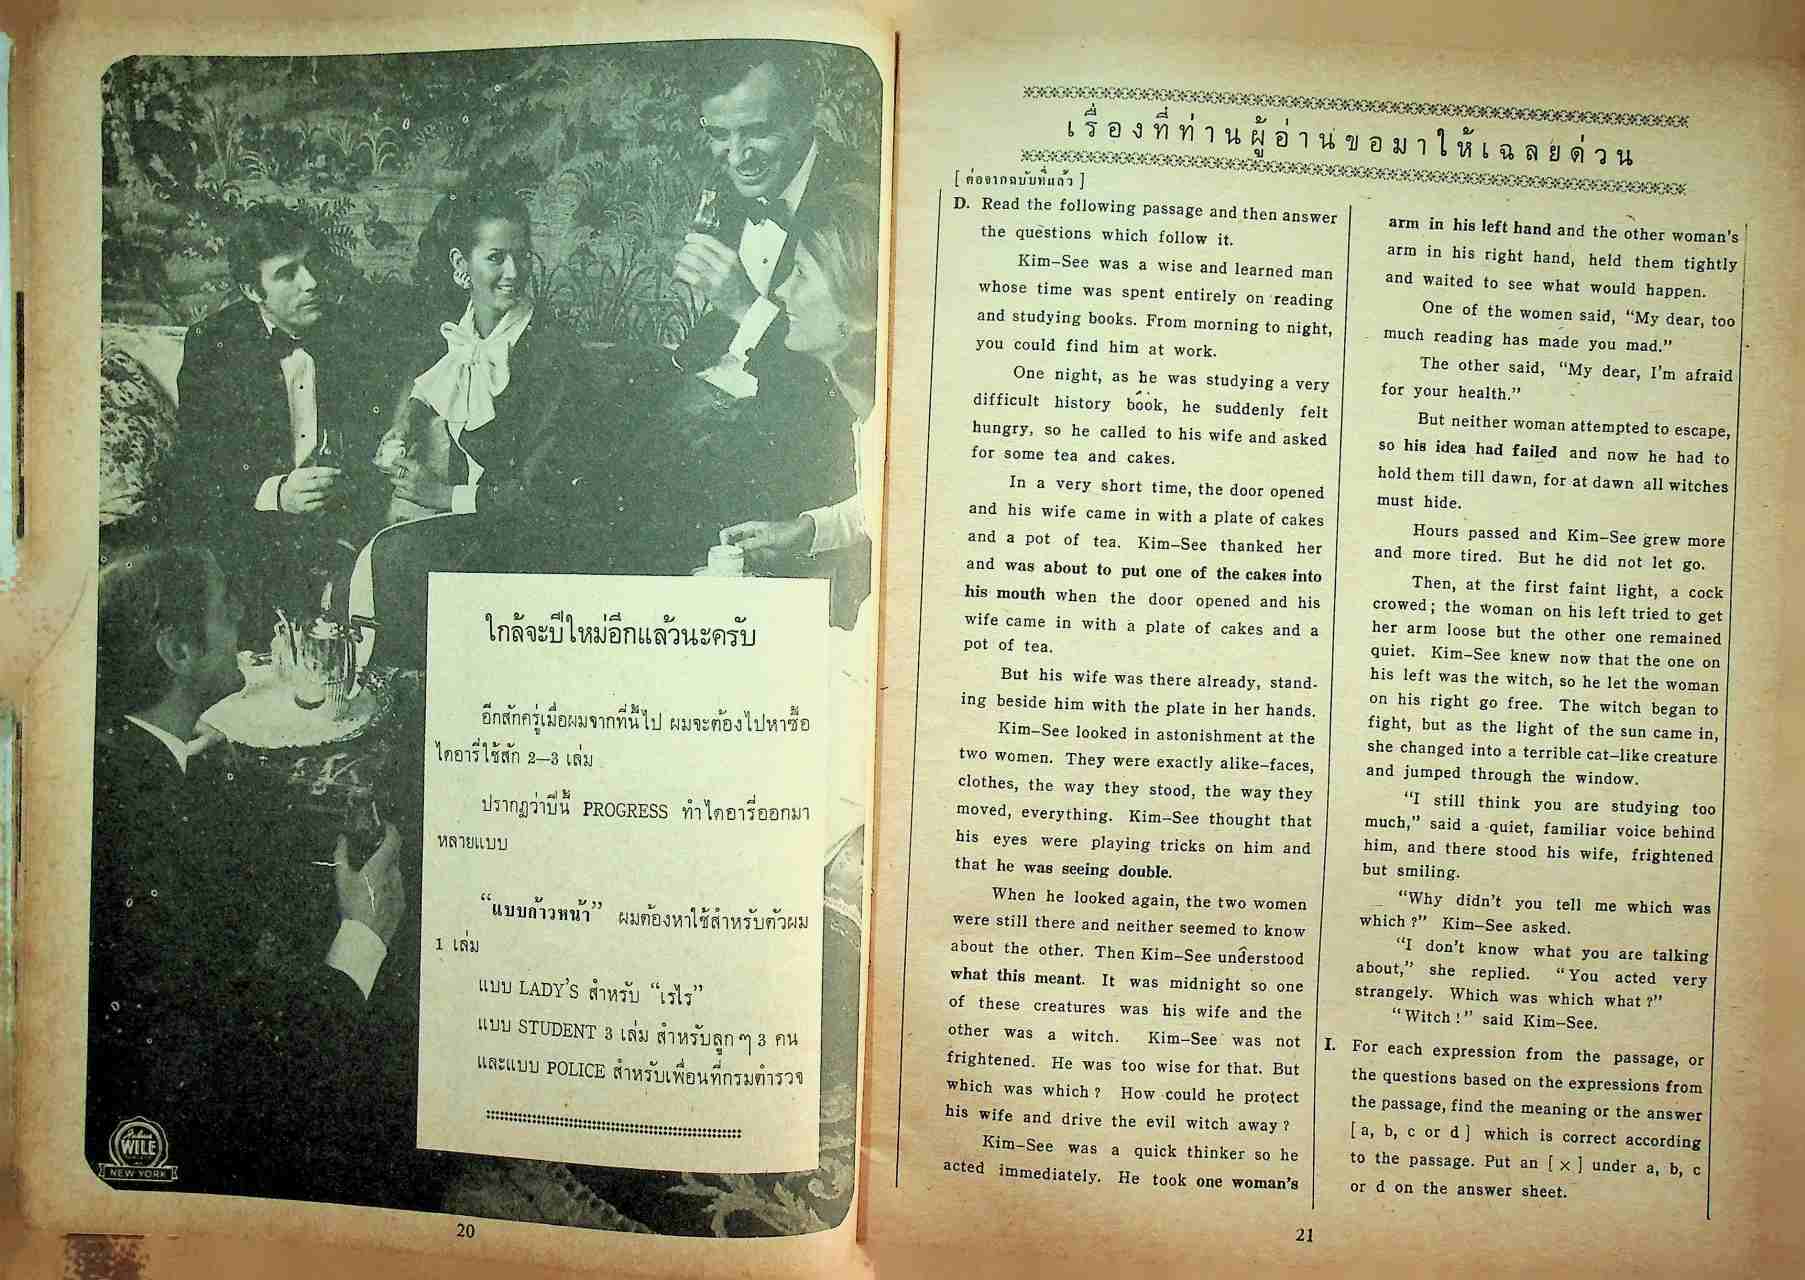 ใกล้จะปีใหม่อีกแล้วนะครับ
อีกสักครู่เมื่อผมจากที่นี้ไป ผมจะต้องไปหาซื้อ
ไดอารี่ใช้สัก 2—3 เล่ม
ปรากฏว่าปีนี้ PROGRESS ทำไดอารี่ออกมา
หลายแบบ
“แบบก้าวหน้า” ผมต้องหาใช้สำหรับตัวผม
1 เล่ม
แบบ LADY'S สำหรับ “เรไร”
แบบ STUDENT 3 เล่ม สำหรับลูก ๆ 3 คน
และแบบ POLICE สำหรับเพื่อนที่กรมตำรวจ
WILE
NEW YORK
20
เรื่องที่ท่านผู้อ่านขอมาให้เฉลยด่วน
[ ต่อจากฉบับที่แล้ว ]
D. Read the following passage and then answer
the questions which follow it.
Kim–See was a wise and learned man
whose time was spent entirely on reading
and studying books. From morning to night,
you could find him at work.
One night, as he was studying a very
difficult history book, he suddenly felt
hungry, so he called to his wife and asked
for some tea and cakes.
In a very short time, the door opened
and his wife came in with a plate of cakes
and a pot of tea. Kim–See thanked her
and was about to put one of the cakes into
his mouth when the door opened and his
wife came in with a plate of cakes and a
pot of tea.
But his wife was there already, stand-
ing beside him with the plate in her hands.
Kim–See looked in astonishment at the
two women. They were exactly alike–faces,
clothes, the way they stood, the way they
moved, everything. Kim–See thought that
his eyes were playing tricks on him and
that he was seeing double.
When he looked again, the two women
were still there and neither seemed to know
about the other. Then Kim–See understood
what this meant. It was midnight so one
of these creatures was his wife and the
other was a witch. Kim–See was not
frightened. He was too wise for that. But
which was which? How could he protect
his wife and drive the evil witch away?
Kim–See was a quick thinker so he
acted immediately. He took one woman's
arm in his left hand and the other woman's
arm in his right hand, held them tightly
and waited to see what would happen.
One of the women said, “My dear, too
much reading has made you mad.”
The other said, “My dear, I'm afraid
for your health.”
But neither woman attempted to escape,
so his idea had failed and now he had to
hold them till dawn, for at dawn all witches
must hide.
Hours passed and Kim–See grew more
and more tired. But he did not let go.
Then, at the first faint light, a cock
crowed; the woman on his left tried to get
her arm loose but the other one remained
quiet. Kim–See knew now that the one on
his left was the witch, so he let the woman
on his right go free. The witch began to
fight, but as the light of the sun came in,
she changed into a terrible cat–like creature
and jumped through the window.
“I still think you are studying too
much,” said a quiet, familiar voice behind
him, and there stood his wife, frightened
but smiling.
“Why didn't you tell me which was
which?” Kim–See asked.
“I don't know what you are talking
about,” she replied. “You acted very
strangely. Which was which what?”
“Witch!” said Kim–See.
I. For each expression from the passage, or
the questions based on the expressions from
the passage, find the meaning or the answer
[ a, b, c or d ] which is correct according
to the passage. Put an [ × ] under a, b, c
or d on the answer sheet.
21